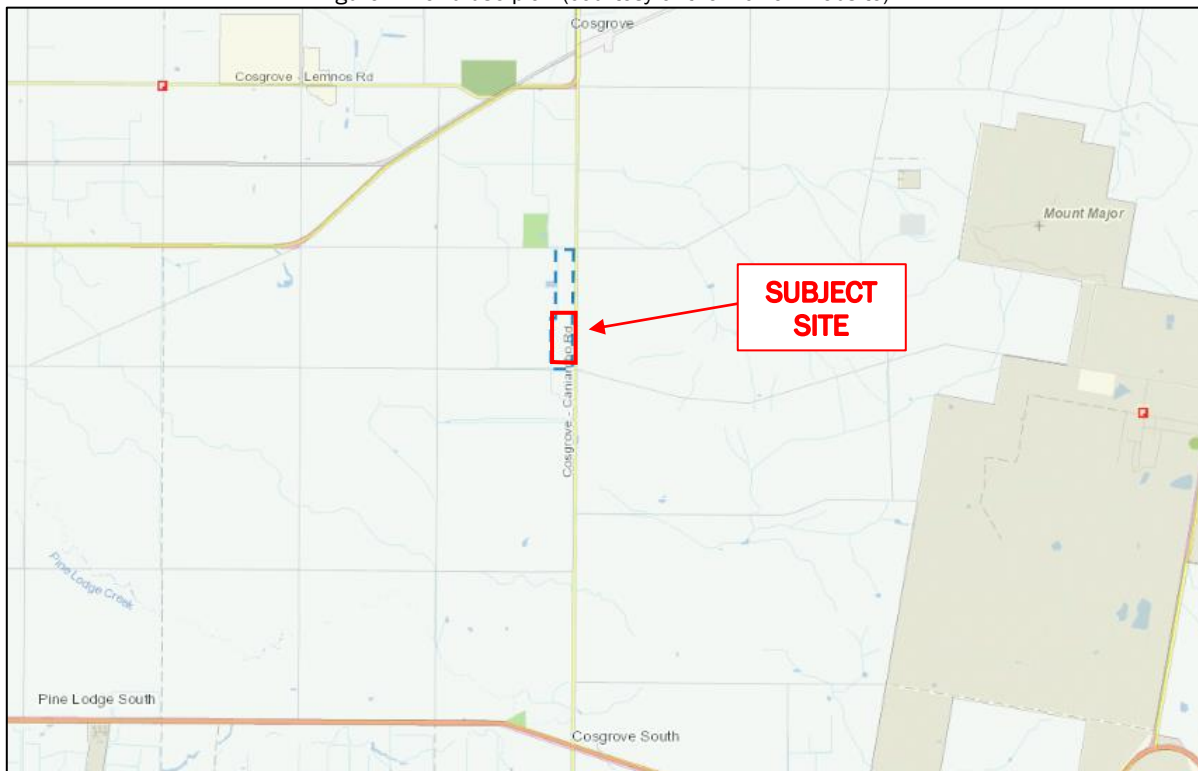 Cosgrove
Cosgrove - Lemnos Rd
Mount Major
SUBJECT
SITE
Cosgrove - Caniambo Rd
Pine Lodge Creek
Pine Lodge South
Cosgrove South